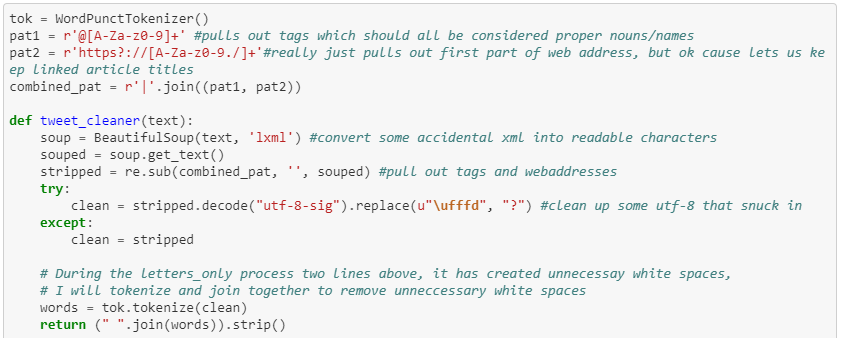 tok = WordPunctTokenizer()
pat1 = r'@[A-Za-z0-9]+' #pulls out tags which should all be considered proper nouns/names
pat2 = r'https?://[A-Za-z0-9./]+'#really just pulls out first part of web address, but ok cause lets us ke
ep linked article titles
combined_pat = r'|'.join((pat1, pat2))

def tweet_cleaner(text):
    soup = BeautifulSoup(text, 'lxml') #convert some accidental xml into readable characters
    souped = soup.get_text()
    stripped = re.sub(combined_pat, '', souped) #pull out tags and webaddresses
    try:
        clean = stripped.decode("utf-8-sig").replace(u"\ufffd", "?") #clean up some utf-8 that snuck in
    except:
        clean = stripped

    # During the letters_only process two lines above, it has created unnecessay white spaces,
    # I will tokenize and join together to remove unneccessary white spaces
    words = tok.tokenize(clean)
    return (" ".join(words)).strip()